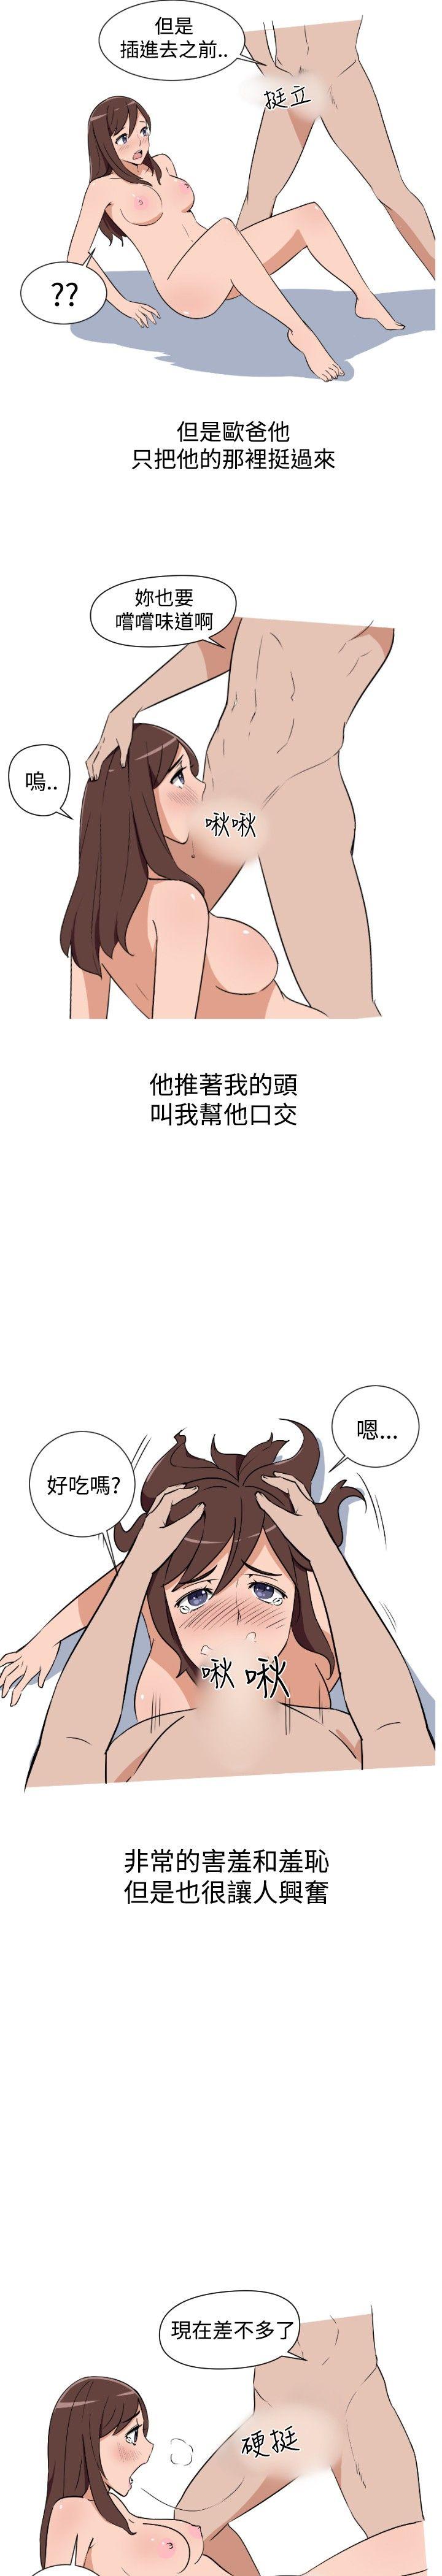 但是
插進去之前..
挺立
??
但是歐爸他
只把他的那裡挺過來
妳也要
嚐嚐味道啊
嗚..
啾啾
他推著我的頭
叫我幫他口交
嗯...
好吃嗎?
啾啾
非常的害羞和羞恥
但是也很讓人興奮
現在差不多了
硬挺